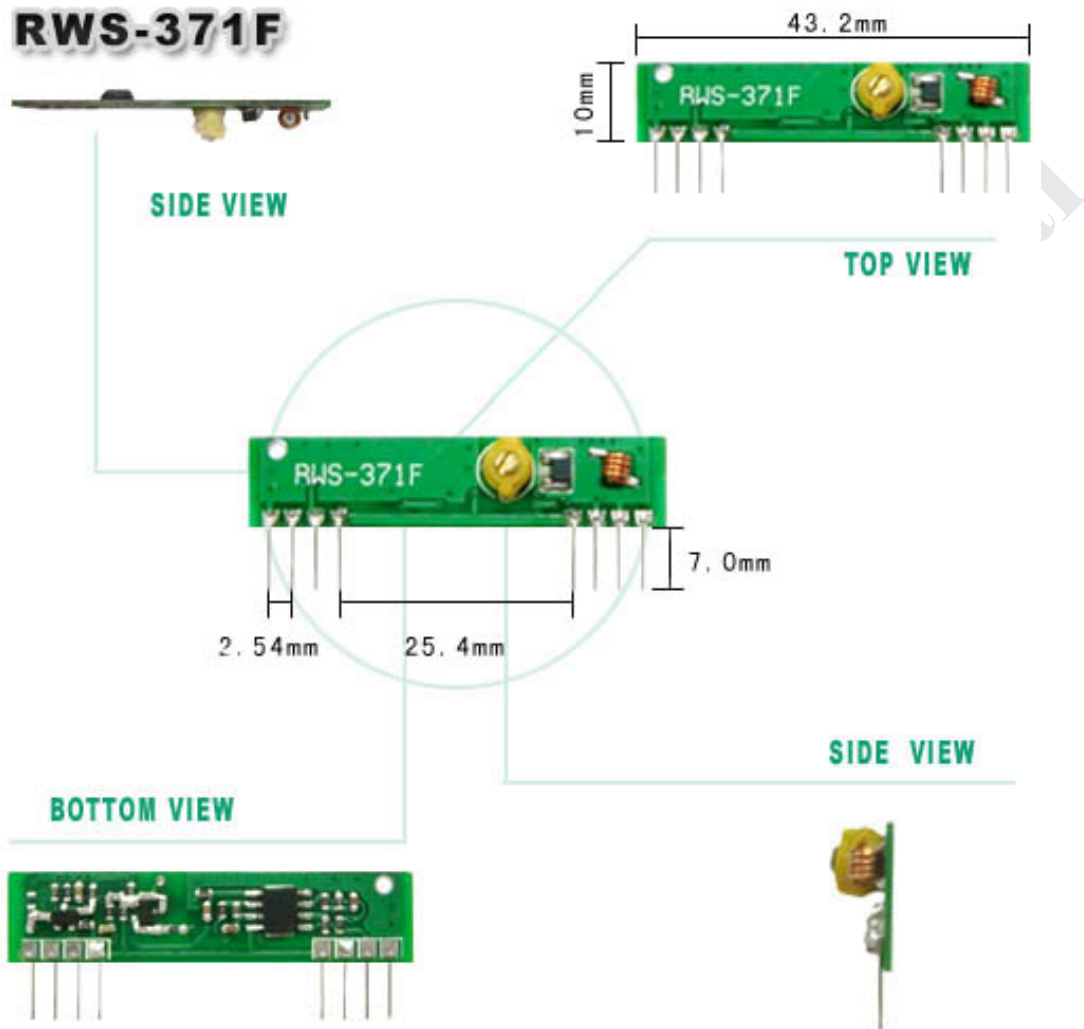 RWS-371F
43. 2mm
10mm
RWS-371F
SIDE VIEW
TOP VIEW
RWS-371F
7. 0mm
2. 54mm
25. 4mm
SIDE VIEW
BOTTOM VIEW